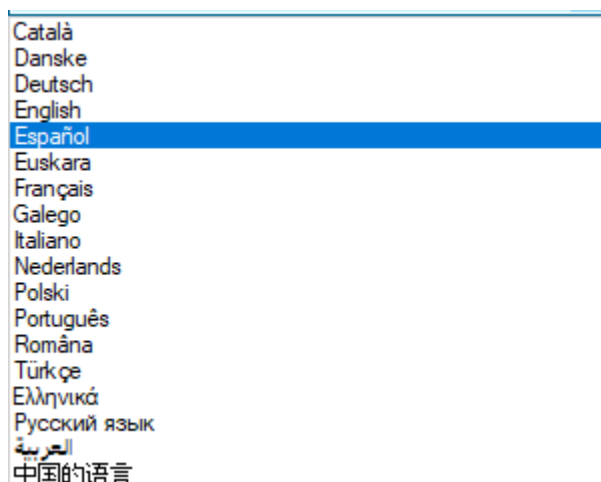 Català
Danske
Deutsch
English
Español
Euskara
Français
Galego
Italiano
Nederlands
Polski
Português
Româna
Türkçe
Ελληνικά
Русский язык
العربية
中国的语言